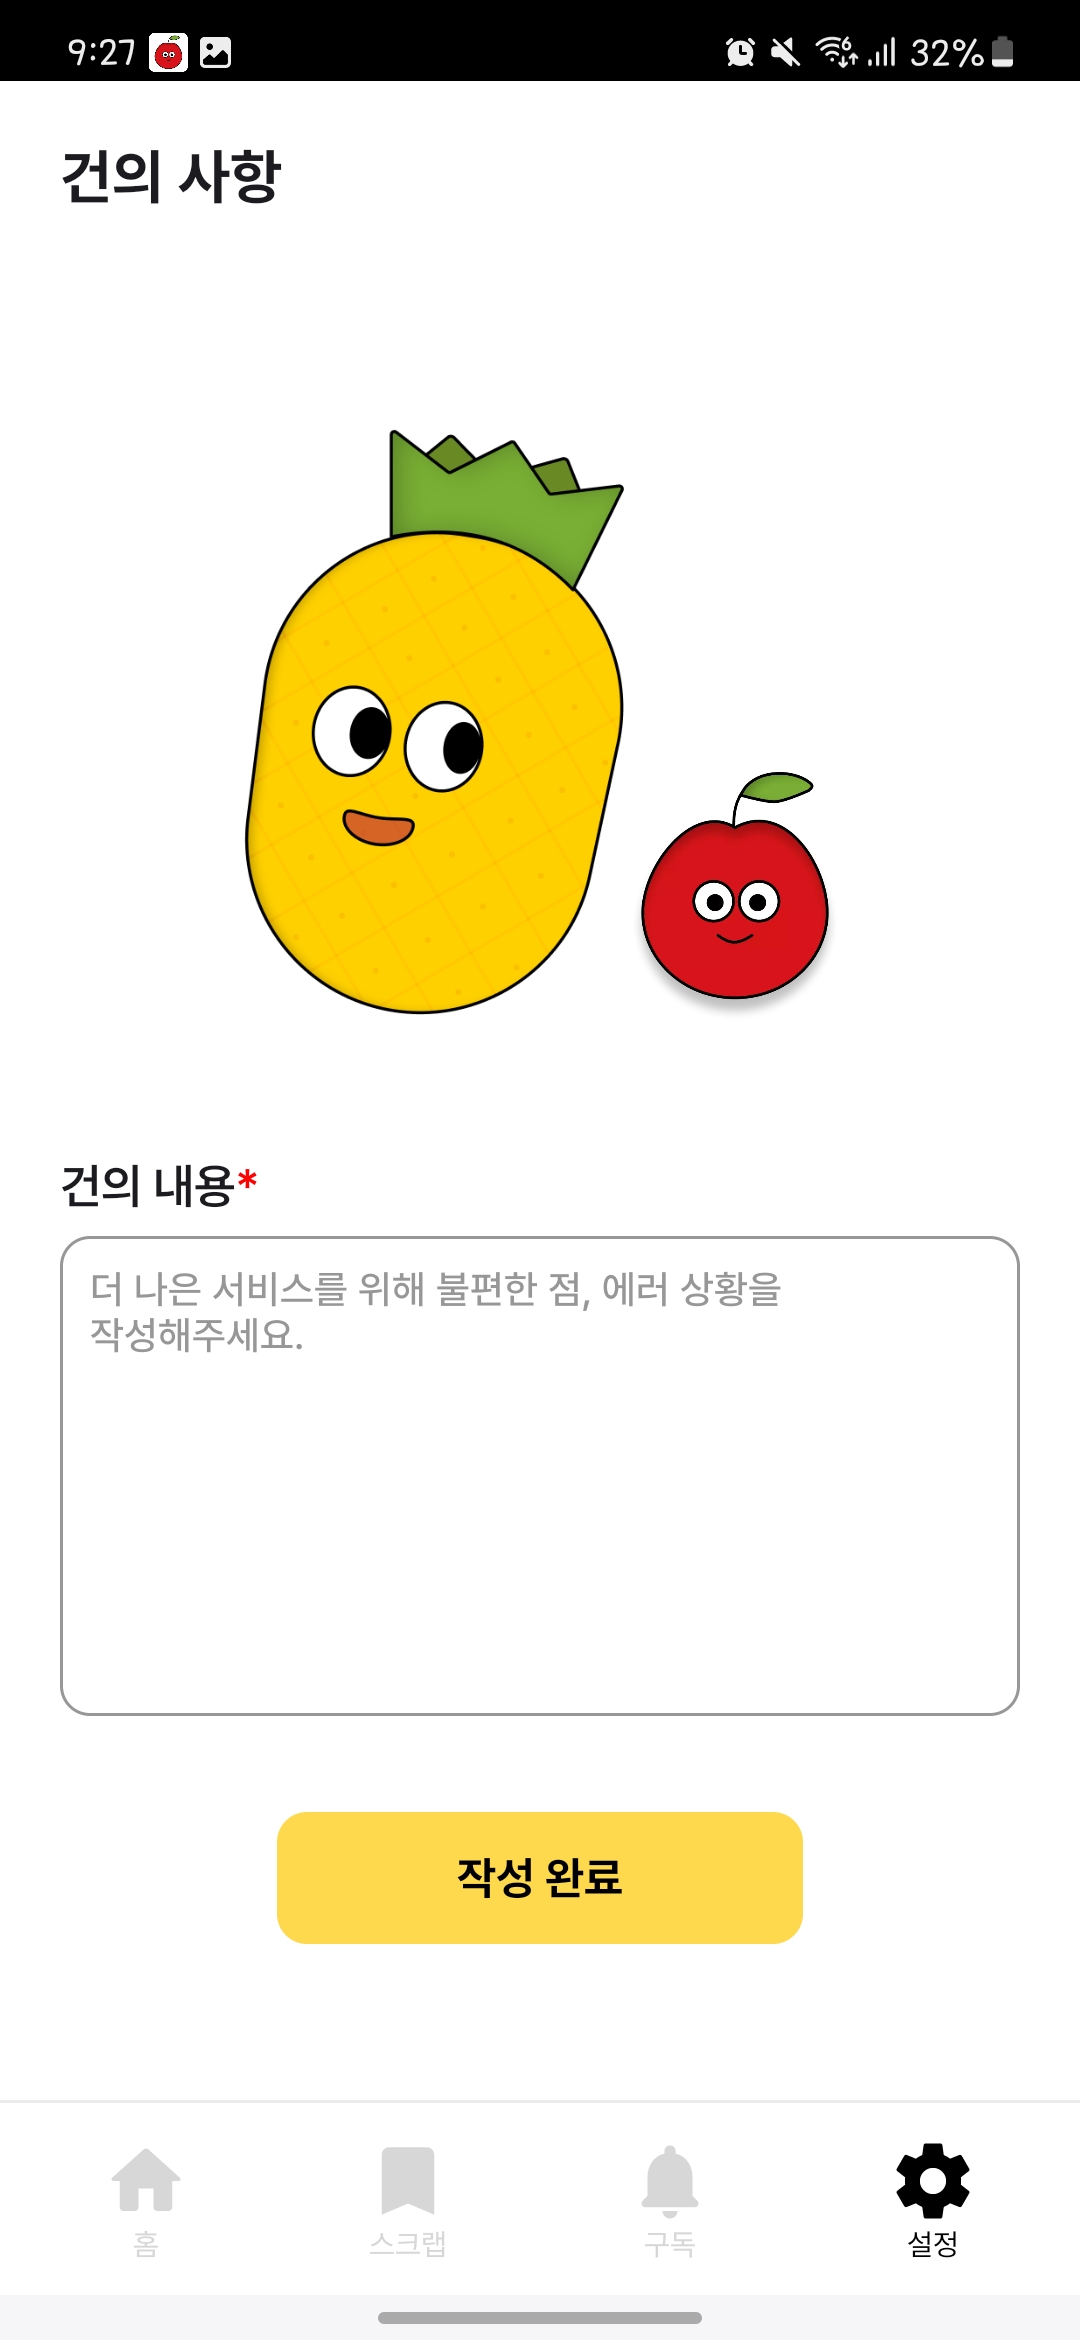 9:27
6
32%
건의 사항
건의 내용*
더 나은 서비스를 위해 불편한 점, 에러 상황을
작성해주세요.
작성 완료
홈
스크랩
구독
설정